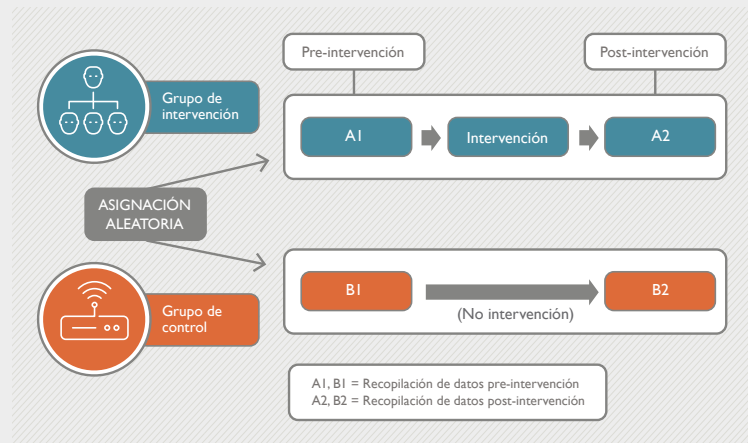 Pre-intervención
Post-intervención
Grupo de
intervención
A1
Intervención
A2
ASIGNACIÓN
ALEATORIA
Grupo de
control
B1
(No intervención)
B2
A1, B1 = Recopilación de datos pre-intervención
A2, B2 = Recopilación de datos post-intervención